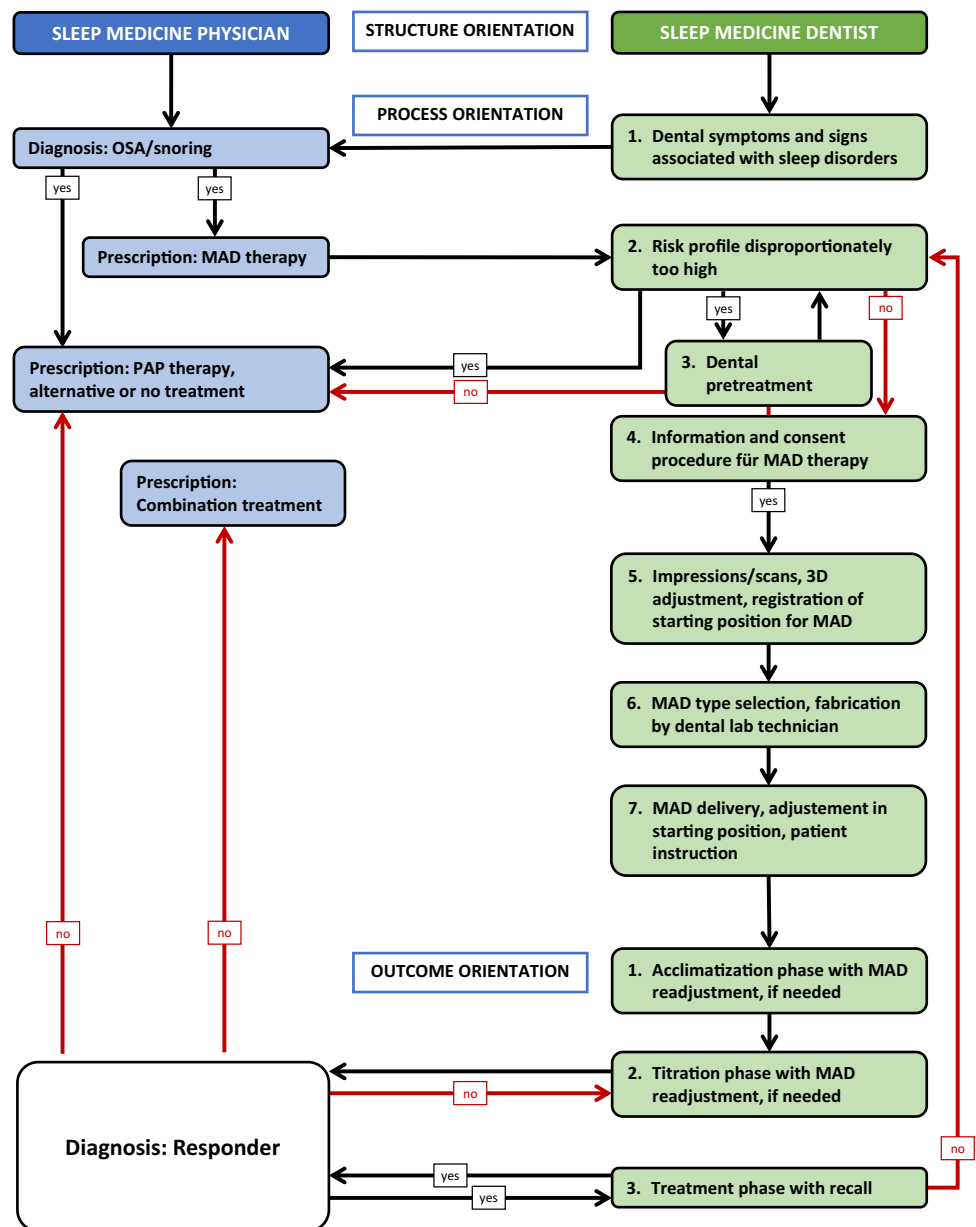 SLEEP MEDICINE PHYSICIAN
STRUCTURE ORIENTATION
SLEEP MEDICINE DENTIST
PROCESS ORIENTATION
Diagnosis: OSA/snoring
1. Dental symptoms and signs
associated with sleep disorders
yes
yes
Prescription: MAD therapy
2. Risk profile disproportionately
too high
yes
no
Prescription: PAP therapy,
alternative or no treatment
yes
no
3. Dental
pretreatment
4. Information and consent
procedure für MAD therapy
Prescription:
Combination treatment
yes
5. Impressions/scans, 3D
adjustment, registration of
starting position for MAD
6. MAD type selection, fabrication
by dental lab technician
7. MAD delivery, adjustement in
starting position, patient
instruction
no
no
OUTCOME ORIENTATION
1. Acclimatization phase with MAD
readjustment, if needed
2. Titration phase with MAD
readjustment, if needed
no
Diagnosis: Responder
no
yes
yes
3. Treatment phase with recall